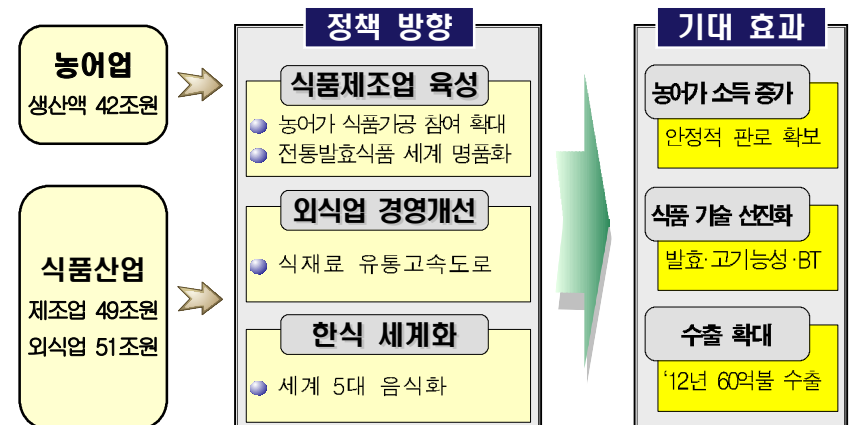 농어업
생산액 42조원
식품산업
제조업 49조원
외식업 51조원
정책 방향
식품제조업 육성
농어가 식품가공 참여 확대
전통발효식품 세계 명품화
외식업 경영개선
식재료 유통고속도로
한식 세계화
세계 5대 음식화
기대 효과
농어가 소득 증가
안정적 판로 확보
식품 기술 선진화
발효·고기능성·BT
수출 확대
‘12년 60억불 수출